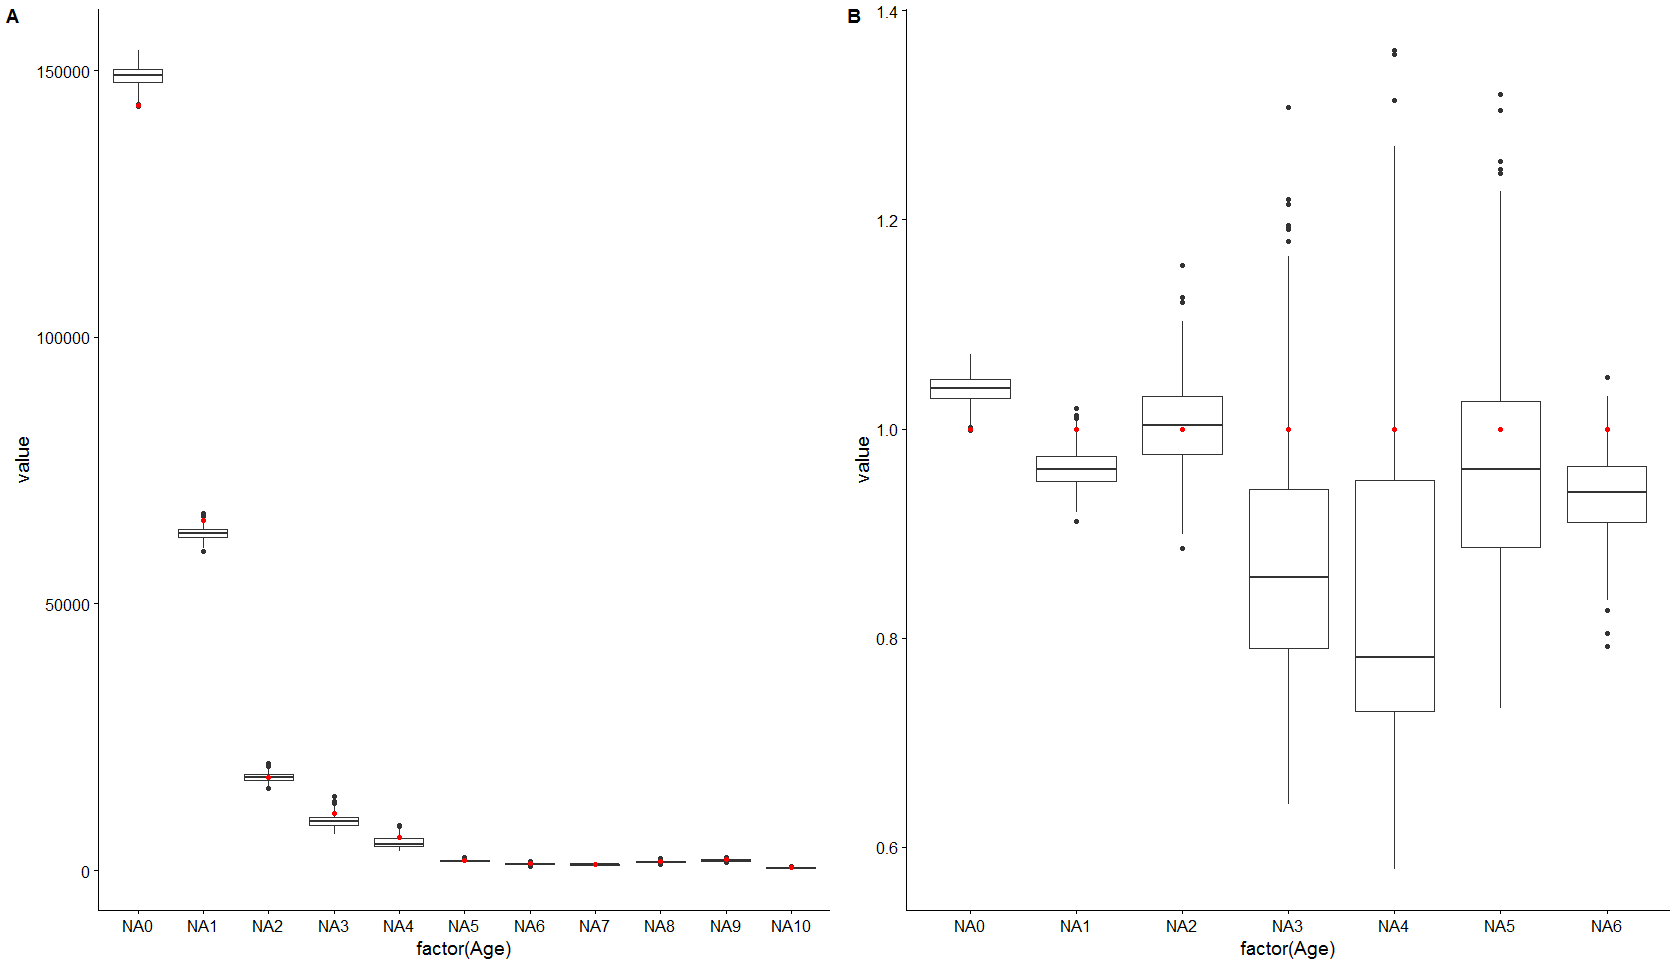 A
value
150000
100000
50000
0
NA0 NA1 NA2 NA3 NA4 NA5 NA6 NA7 NA8 NA9 NA10
factor(Age)
B
value
1.4
1.2
1.0
0.8
0.6
NA0 NA1 NA2 NA3 NA4 NA5 NA6
factor(Age)